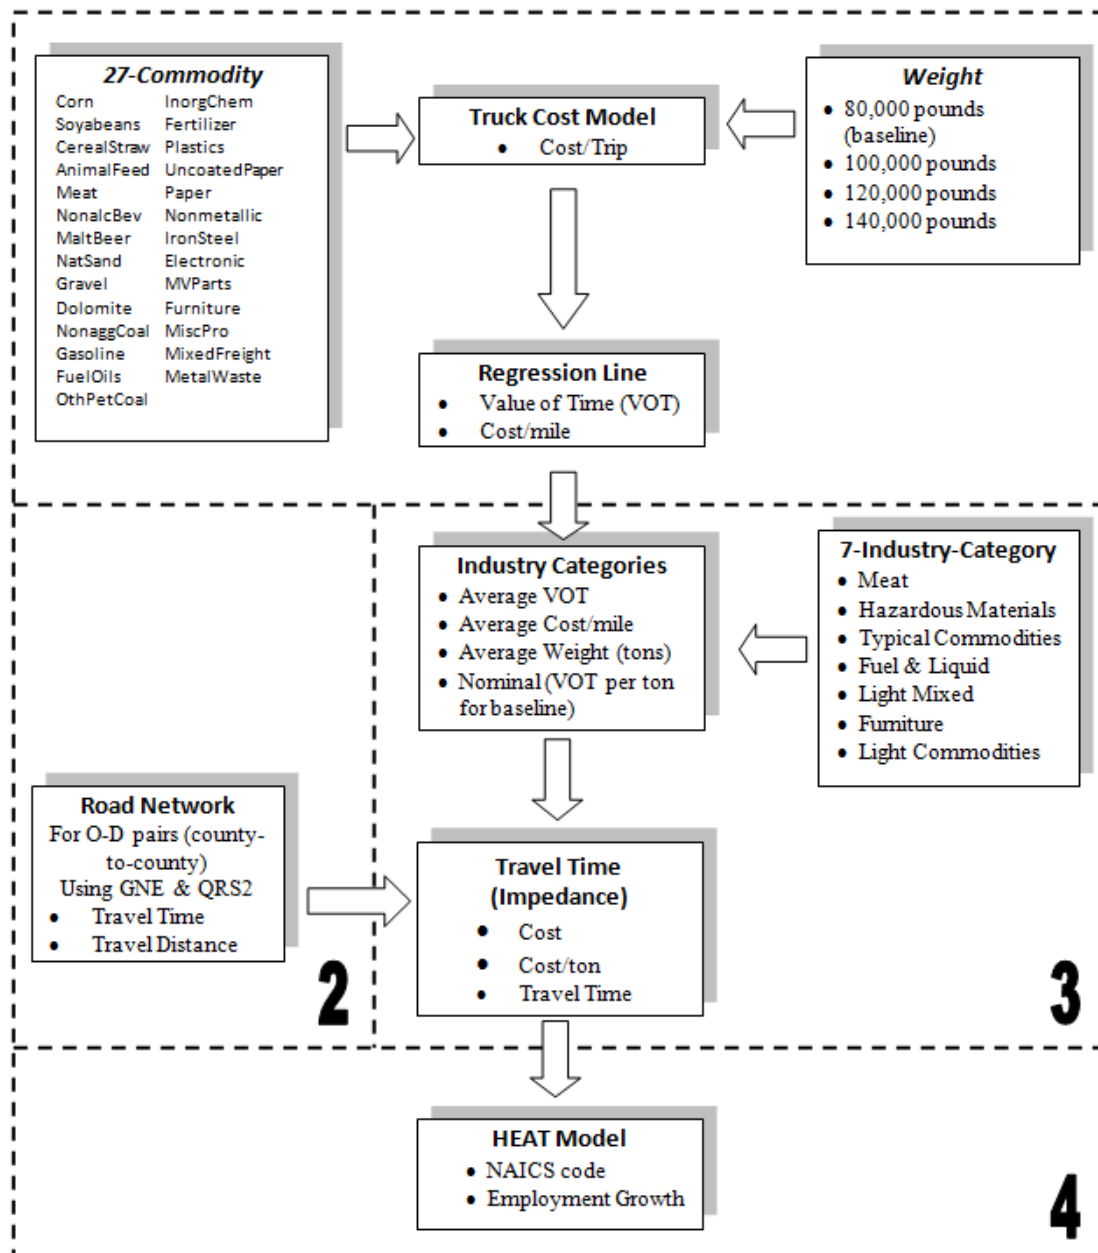 27-Commodity
Corn
Soyabeans
CerealStraw
AnimalFeed
Meat
NonalcBev
MaltBeer
NatSand
Gravel
Dolomite
NonaggCoal
Gasoline
FuelOils
OthPetCoal
InorgChem
Fertilizer
Plastics
UncoatedPaper
Paper
Nonmetallic
IronSteel
Electronic
MVParts
Furniture
MiscPro
MixedFreight
MetalWaste
Truck Cost Model
• Cost/Trip
Weight
• 80,000 pounds
(baseline)
• 100,000 pounds
• 120,000 pounds
• 140,000 pounds
Regression Line
• Value of Time (VOT)
• Cost/mile
Industry Categories
• Average VOT
• Average Cost/mile
• Average Weight (tons)
• Nominal (VOT per ton
for baseline)
7-Industry-Category
• Meat
• Hazardous Materials
• Typical Commodities
• Fuel & Liquid
• Light Mixed
• Furniture
• Light Commodities
Road Network
For O-D pairs (county-
to-county)
Using GNE & QRS2
• Travel Time
• Travel Distance
2
Travel Time
(Impedance)
• Cost
• Cost/ton
• Travel Time
3
HEAT Model
• NAICS code
• Employment Growth
4